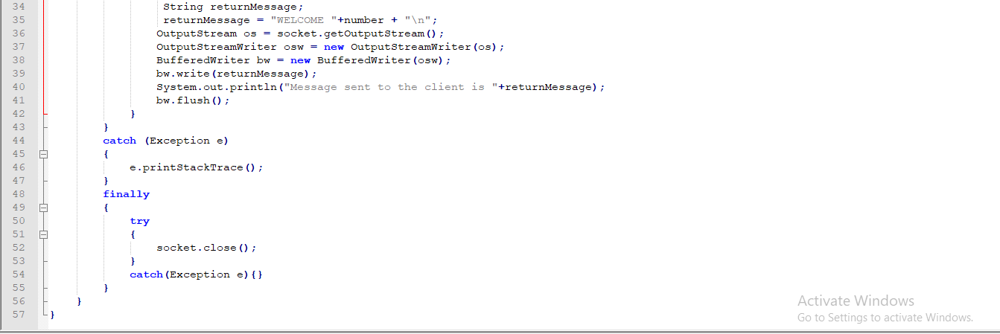 34 String returnMessage;
35 returnMessage = "WELCOME "+number + "\n";
36 OutputStream os = socket.getOutputStream();
37 OutputStreamWriter osw = new OutputStreamWriter(os);
38 BufferedWriter bw = new BufferedWriter(osw);
39 bw.write(returnMessage);
40 System.out.println("Message sent to the client is "+returnMessage);
41 bw.flush();
42 }
43 }
44 catch (Exception e)
45 {
46 e.printStackTrace();
47 }
48 finally
49 {
50 try
51 {
52 socket.close();
53 }
54 catch(Exception e){}
55 }
56 }
57 }
Activate Windows
Go to Settings to activate Windows.